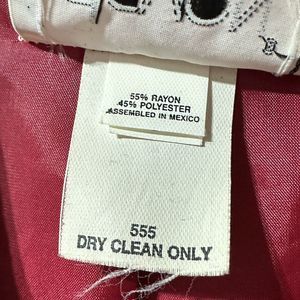 55% RAYON
45% POLYESTER
ASSEMBLED IN MEXICO
555
DRY CLEAN ONLY